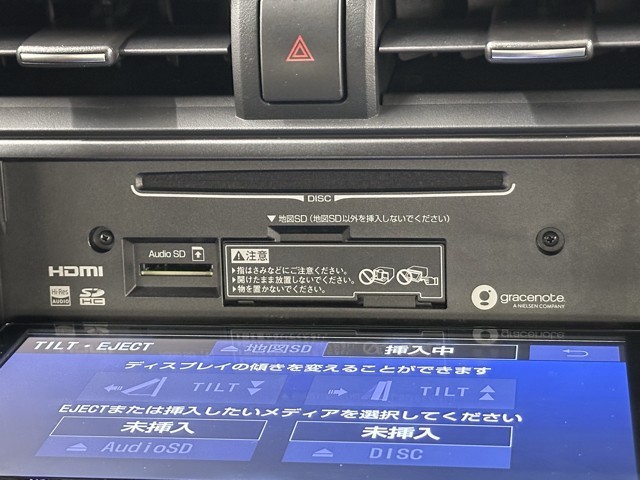 DISC
▼地図SD(地図SD以外を挿入しないでください)
Audio SD
⚠注意
▶指はさみなどにご注意ください。
▶開けたまま放置しないでください。
▶物を置かないでください。
HDMI
Hi-Res AUDIO
SD HC
gracenote.
A NIELSEN COMPANY
TILT・EJECT
地図SD
挿入中
ディスプレイの傾きを変えることができます
TILT
TILT
EJECTまたは挿入したいメディアを選択してください
未挿入
未挿入
AudioSD
DISC